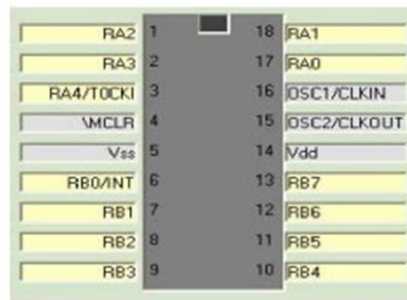 RA2 1 18 RA1
RA3 2 17 RA0
RA4/T0CKI 3 16 OSC1/CLKIN
\MCLR 4 15 OSC2/CLKOUT
Vss 5 14 Vdd
RB0/INT 6 13 RB7
RB1 7 12 RB6
RB2 8 11 RB5
RB3 9 10 RB4